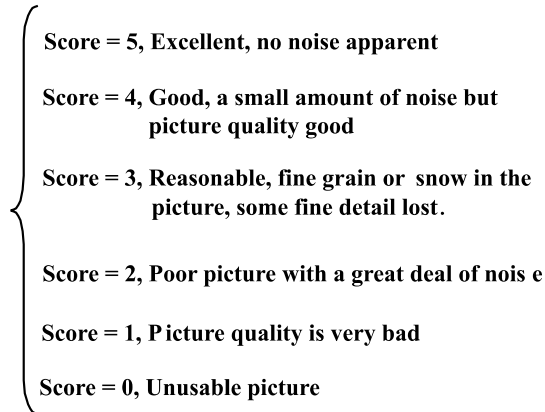 Score = 5, Excellent, no noise apparent
Score = 4, Good, a small amount of noise but
picture quality good
Score = 3, Reasonable, fine grain or snow in the
picture, some fine detail lost.
Score = 2, Poor picture with a great deal of nois e
Score = 1, Picture quality is very bad
Score = 0, Unusable picture